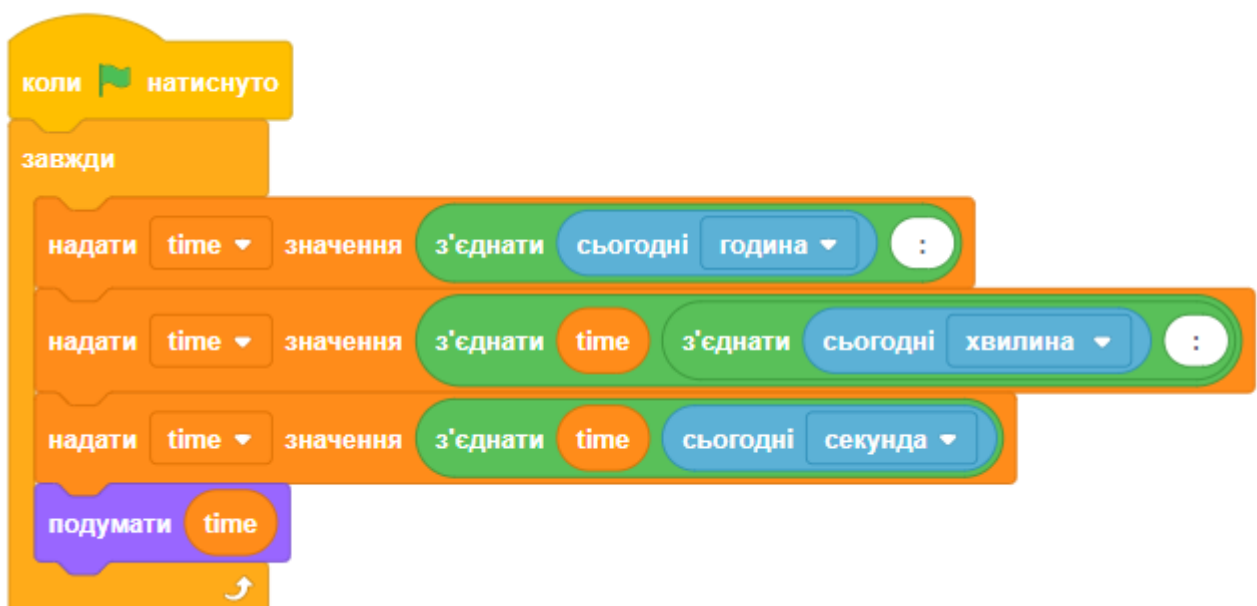 коли натиснуто
завжди
надати time значення з'єднати сьогодні година :
надати time значення з'єднати time з'єднати сьогодні хвилина :
надати time значення з'єднати time сьогодні секунда
подумати time